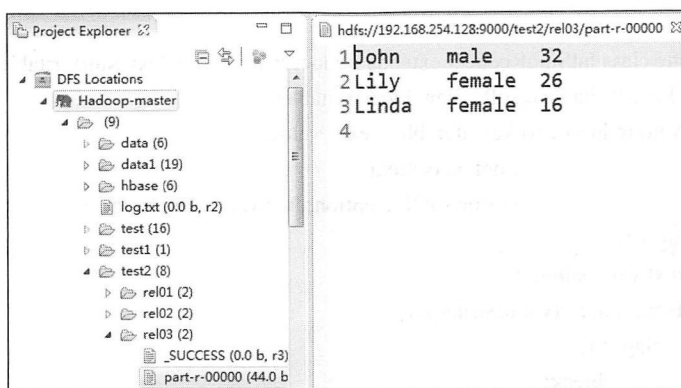 Project Explorer
DFS Locations
Hadoop-master
(9)
data (6)
data1 (19)
hbase (6)
log.txt (0.0 b, r2)
test (16)
test1 (1)
test2 (8)
rel01 (2)
rel02 (2)
rel03 (2)
_SUCCESS (0.0 b, r3)
part-r-00000 (44.0 b
hdfs://192.168.254.128:9000/test2/rel03/part-r-00000
1 John male 32
2 Lily female 26
3 Linda female 16
4